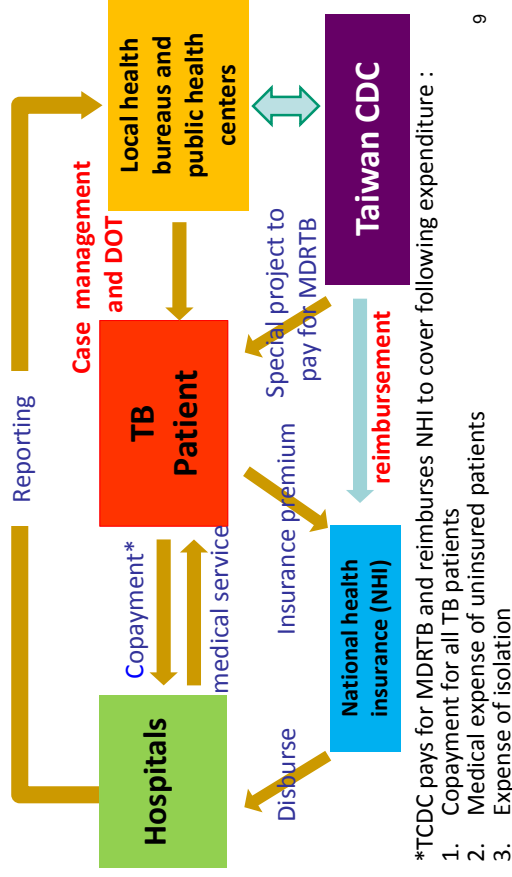 Reporting
Case management
and DOT
Local health
bureaus and
public health
centers
Hospitals
Copayment*
medical service
TB
Patient
Disburse
Insurance premium
Special project to
pay for MDRTB
National health
insurance (NHI)
reimbursement
Taiwan CDC
*TCDC pays for MDRTB and reimburses NHI to cover following expenditure :
1. Copayment for all TB patients
2. Medical expense of uninsured patients
3. Expense of isolation
9